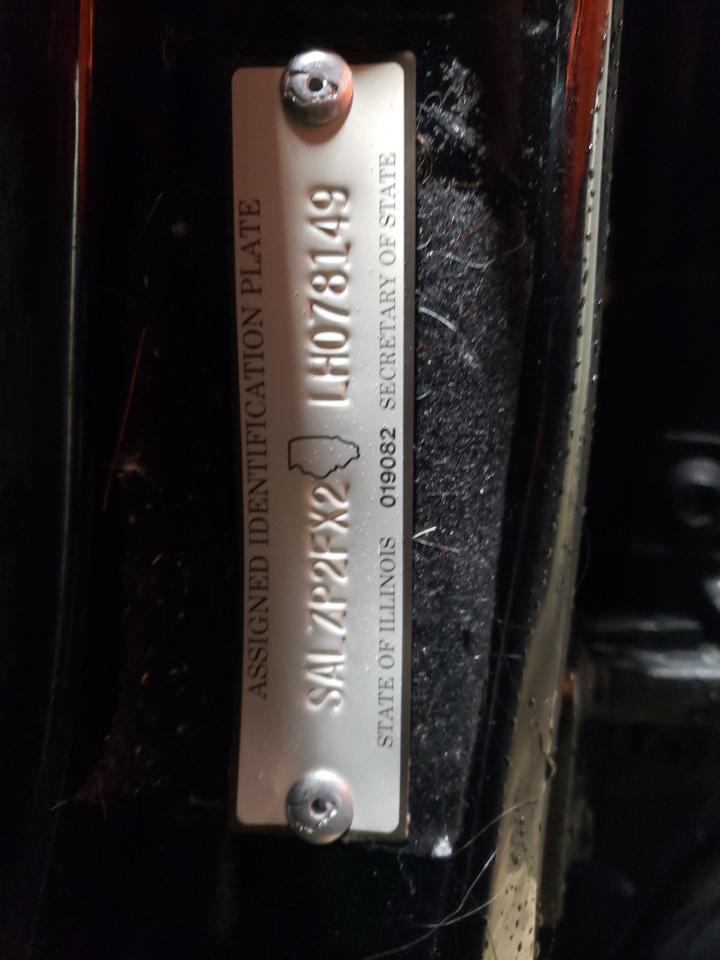 ASSIGNED IDENTIFICATION PLATE
SALZP2FX2 LH078149
STATE OF ILLINOIS 019082 SECRETARY OF STATE